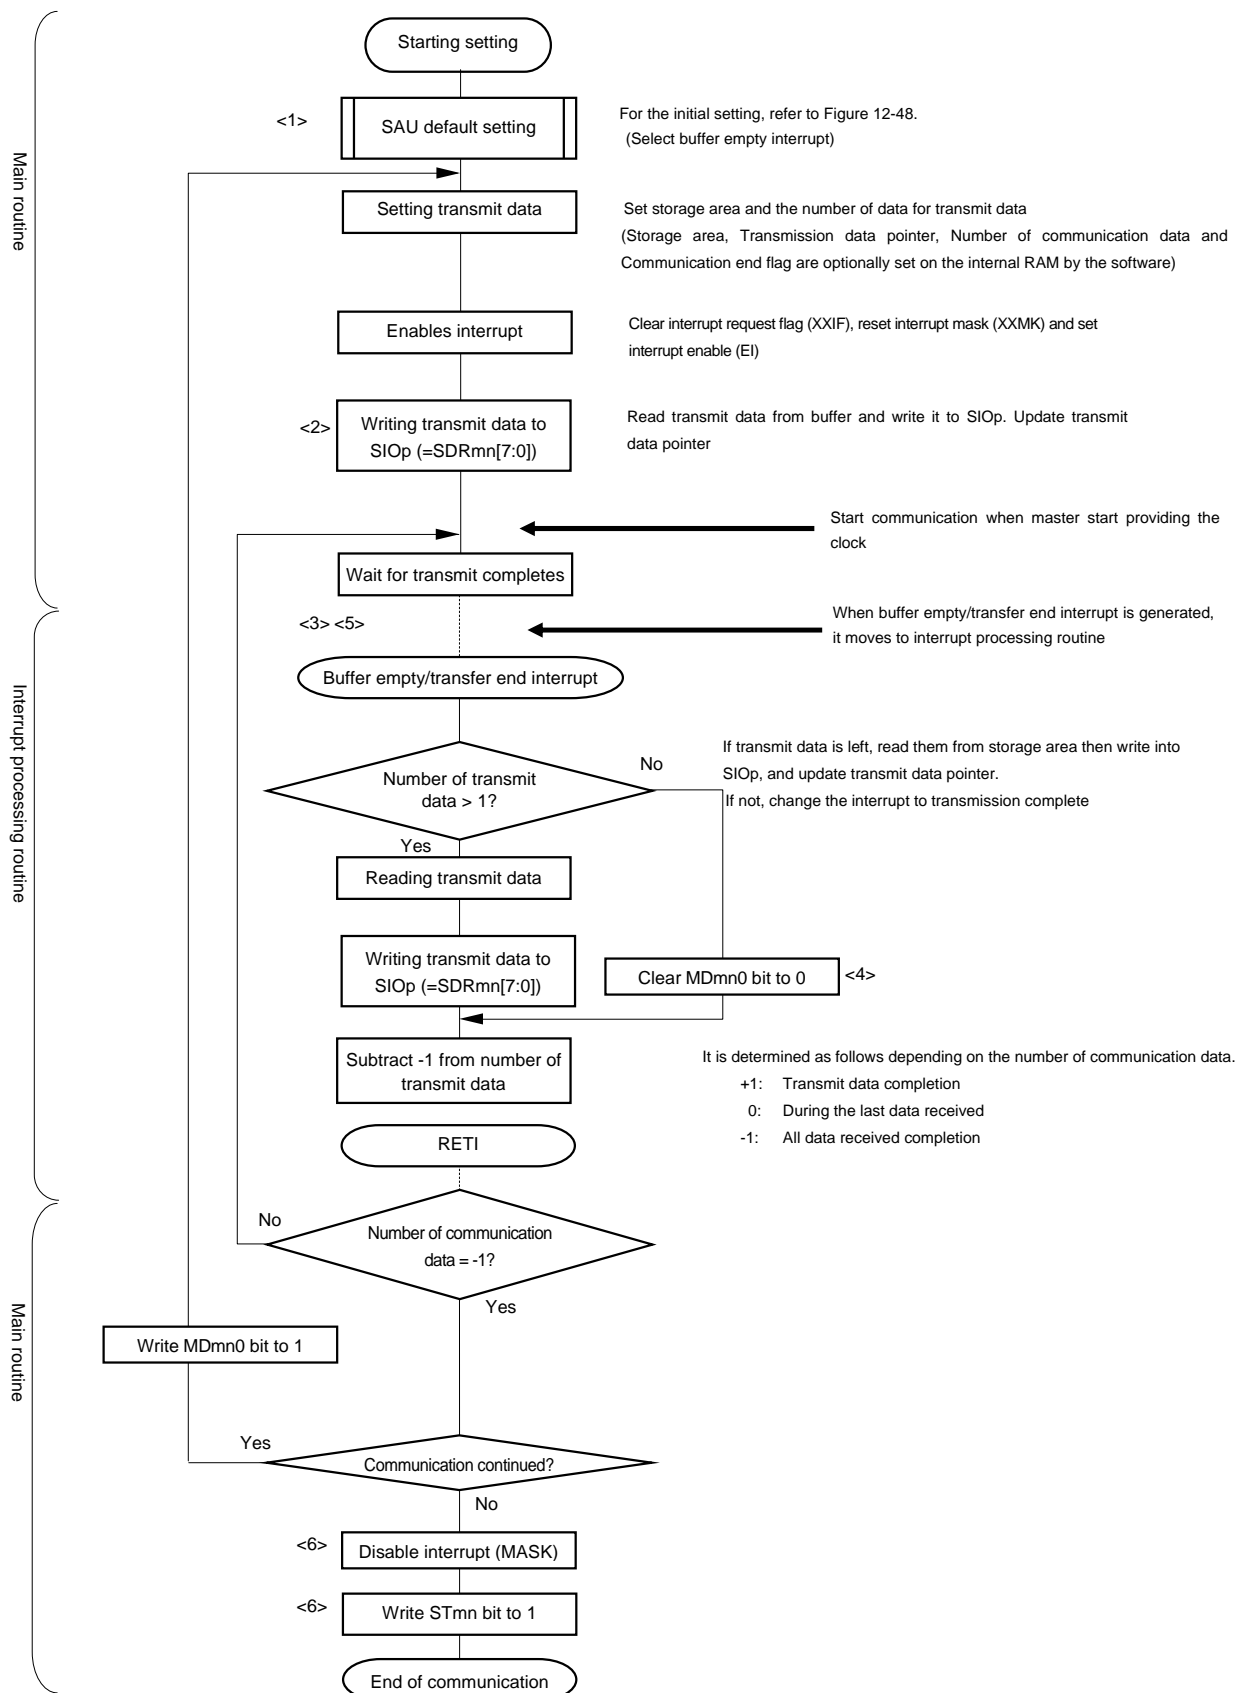 Starting setting
<1>
SAU default setting
For the initial setting, refer to Figure 12-48.
(Select buffer empty interrupt)
Main routine
Setting transmit data
Set storage area and the number of data for transmit data
(Storage area, Transmission data pointer, Number of communication data and
Communication end flag are optionally set on the internal RAM by the software)
Enables interrupt
Clear interrupt request flag (XXIF), reset interrupt mask (XXMK) and set
interrupt enable (EI)
<2>
Writing transmit data to
SIOp (=SDRmn[7:0])
Read transmit data from buffer and write it to SIOp. Update transmit
data pointer
Start communication when master start providing the
clock
Wait for transmit completes
<3> <5>
When buffer empty/transfer end interrupt is generated,
it moves to interrupt processing routine
Buffer empty/transfer end interrupt
Interrupt processing routine
Number of transmit
data > 1?
No
If transmit data is left, read them from storage area then write into
SIOp, and update transmit data pointer.
If not, change the interrupt to transmission complete
Yes
Reading transmit data
Writing transmit data to
SIOp (=SDRmn[7:0])
Clear MDmn0 bit to 0
<4>
Subtract -1 from number of
transmit data
It is determined as follows depending on the number of communication data.
+1: Transmit data completion
0: During the last data received
-1: All data received completion
RETI
No
Number of communication
data = -1?
Yes
Main routine
Write MDmn0 bit to 1
Yes
Communication continued?
No
<6>
Disable interrupt (MASK)
<6>
Write STmn bit to 1
End of communication